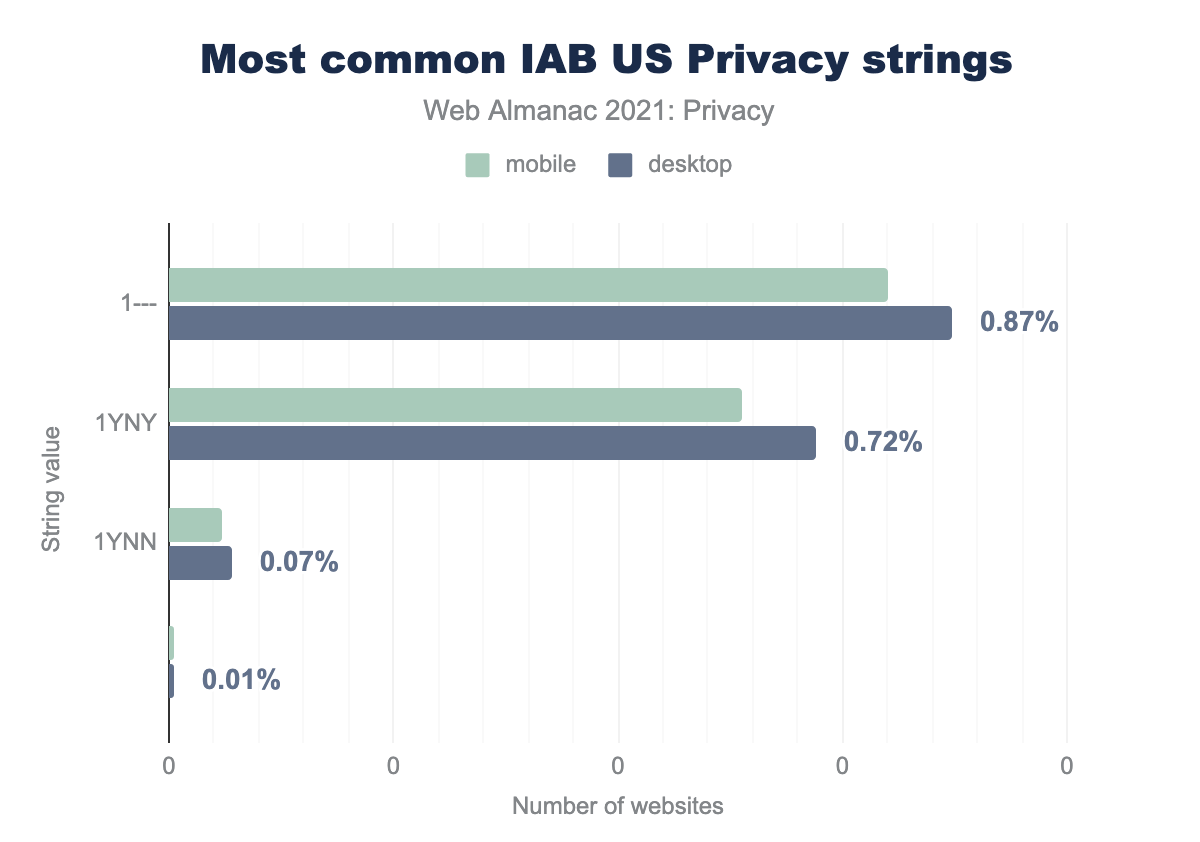 Most common IAB US Privacy strings
Web Almanac 2021: Privacy
mobile desktop
1---
0.87%
1YNY
0.72%
String value
1YNN
0.07%
0.01%
0 0 0 0 0
Number of websites